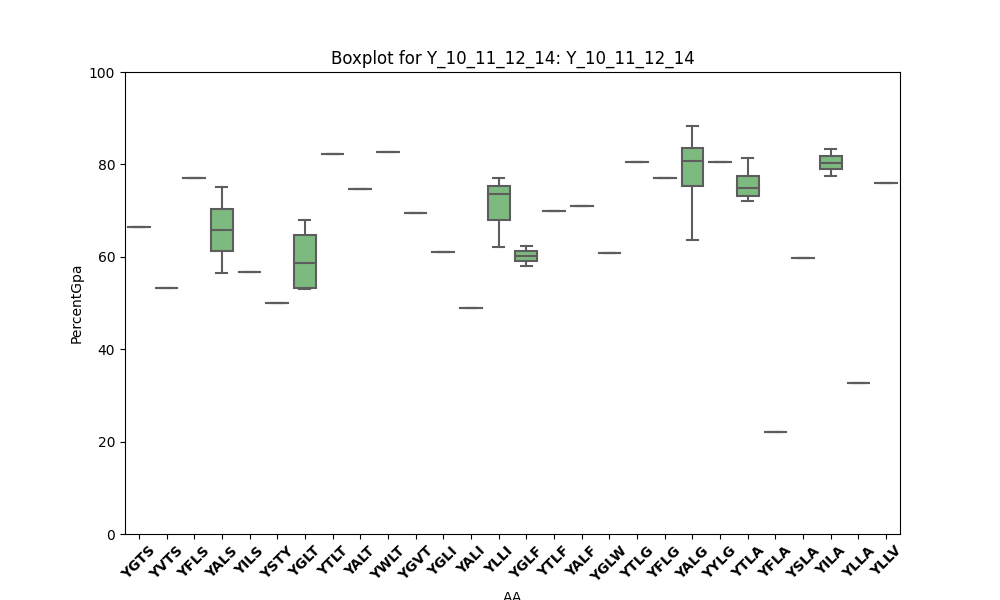 Boxplot for Y_10_11_12_14: Y_10_11_12_14
100
80
60
40
20
0
PercentGpa
YGTS YVTS YFLS YALS YILS YSTY YGLT YTLT YALT YWLT YGVT YGLI YALI YLLI YGLF YTLF YALF YGLW YTLG YFLG YALG YYLG YTLA YFLA YSLA YILA YLLA YLLV
AA